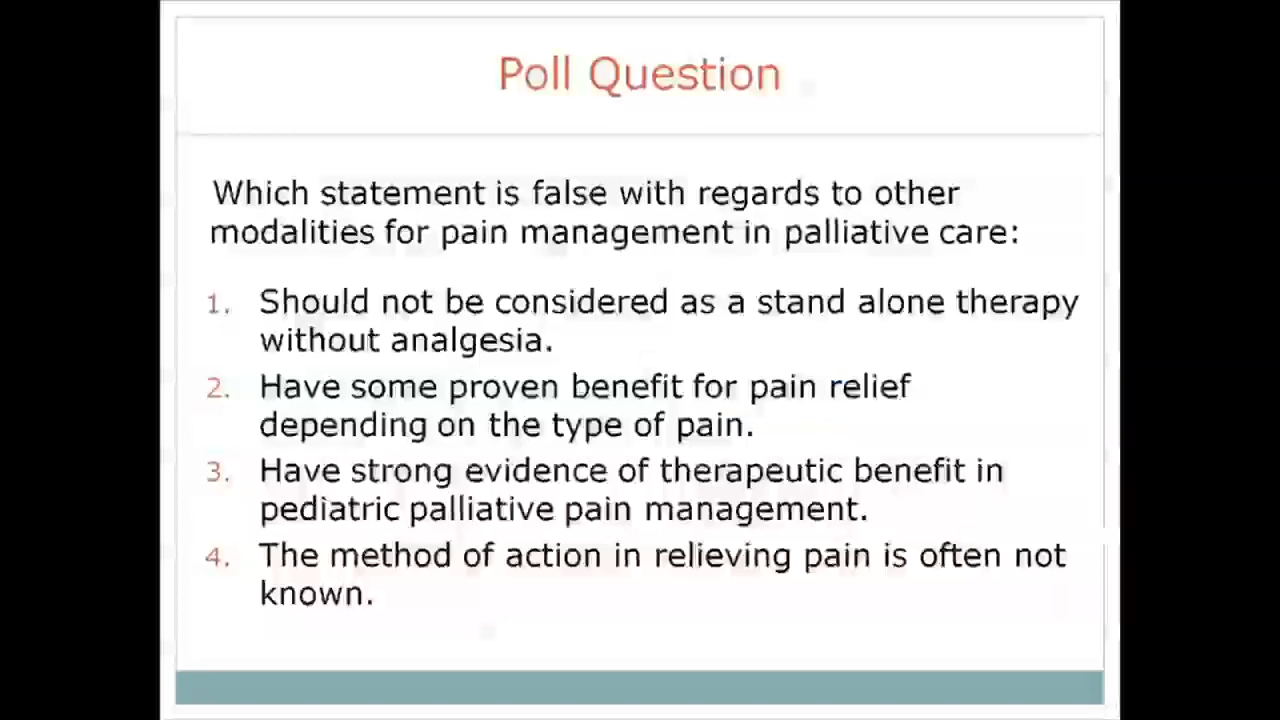 Poll Question
Which statement is false with regards to other
modalities for pain management in palliative care:
1. Should not be considered as a stand alone therapy
without analgesia.
2. Have some proven benefit for pain relief
depending on the type of pain.
3. Have strong evidence of therapeutic benefit in
pediatric palliative pain management.
4. The method of action in relieving pain is often not
known.